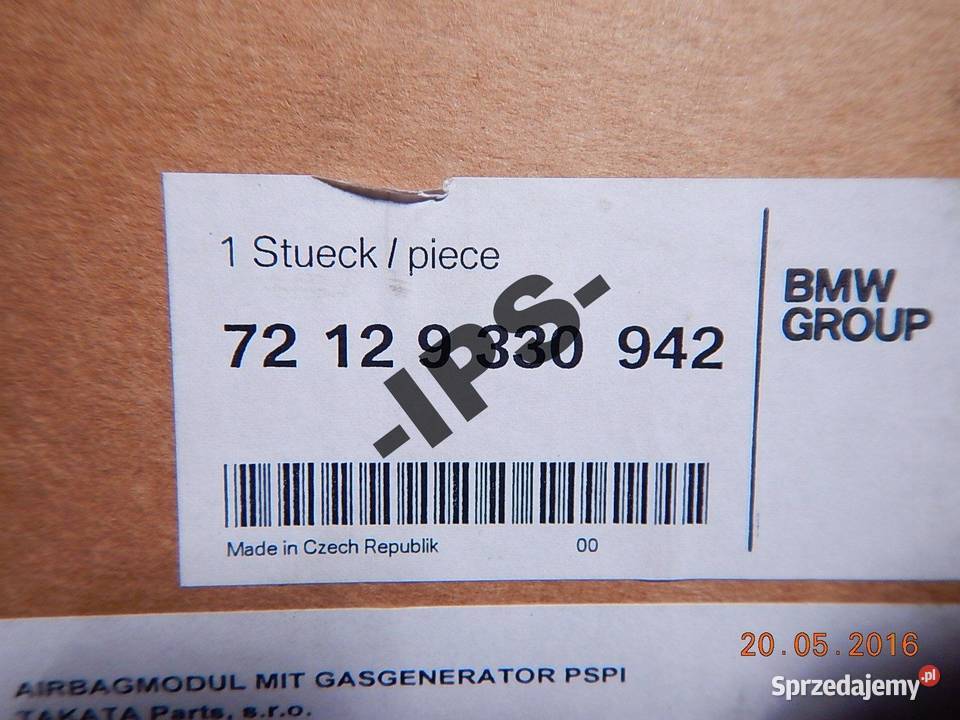 1 Stueck / piece
72 12 9 330 942
-IPS-
BMW
GROUP
Made in Czech Republik 00
20.05.2016
AIRBAGMODUL MIT GASGENERATOR PSPI
TAKATA Parts, s.r.o.
Sprzedajemy.pl